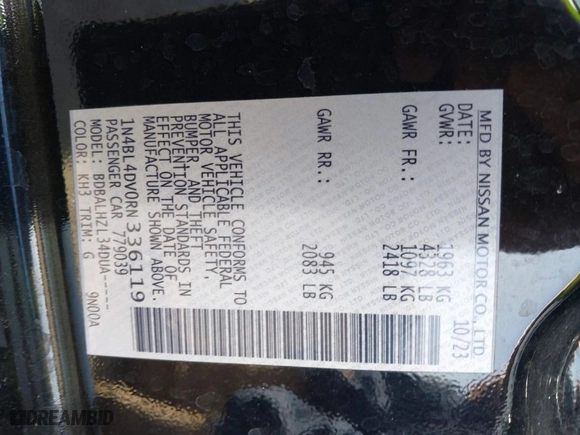 MFD BY NISSAN MOTOR CO., LTD
DATE: 10/23
GVWR: 1983 KG
4373 LB
GAWR FR.: 1097 KG
2418 LB
GAWR RR.: 945 KG
2083 LB
THIS VEHICLE CONFORMS TO
ALL APPLICABLE FEDERAL
MOTOR VEHICLE SAFETY,
BUMPER, AND THEFT
PREVENTION STANDARDS IN
EFFECT ON THE DATE OF
MANUFACTURE SHOWN ABOVE.
1N4BL4DV0RN336119
PASSENGER CAR 779039
MODEL: BDBALHZL34DUA-----
COLOR: KH3 TRIM: G 9N00A
DREAMBID